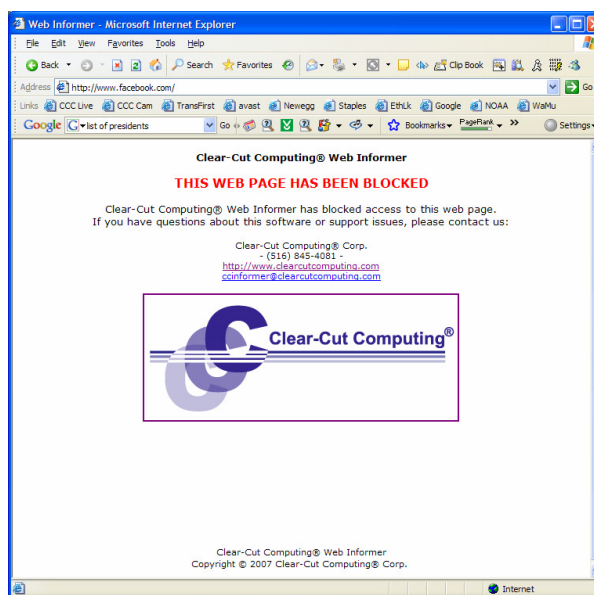 Web Informer - Microsoft Internet Explorer
File Edit View Favorites Tools Help
Back Search Favorites Clip Book
Address http://www.facebook.com/ Go
Links CCC Live CCC Cam TransFirst avast Newegg Staples EthLk Google NOAA WaMu
Google G list of presidents Go Bookmarks PageRank Settings
Clear-Cut Computing® Web Informer
THIS WEB PAGE HAS BEEN BLOCKED
Clear-Cut Computing® Web Informer has blocked access to this web page.
If you have questions about this software or support issues, please contact us:
Clear-Cut Computing® Corp.
- (516) 845-4081 -
http://www.clearcutcomputing.com
ccinformer@clearcutcomputing.com
Clear-Cut Computing®
Clear-Cut Computing® Web Informer
Copyright © 2007 Clear-Cut Computing® Corp.
Internet